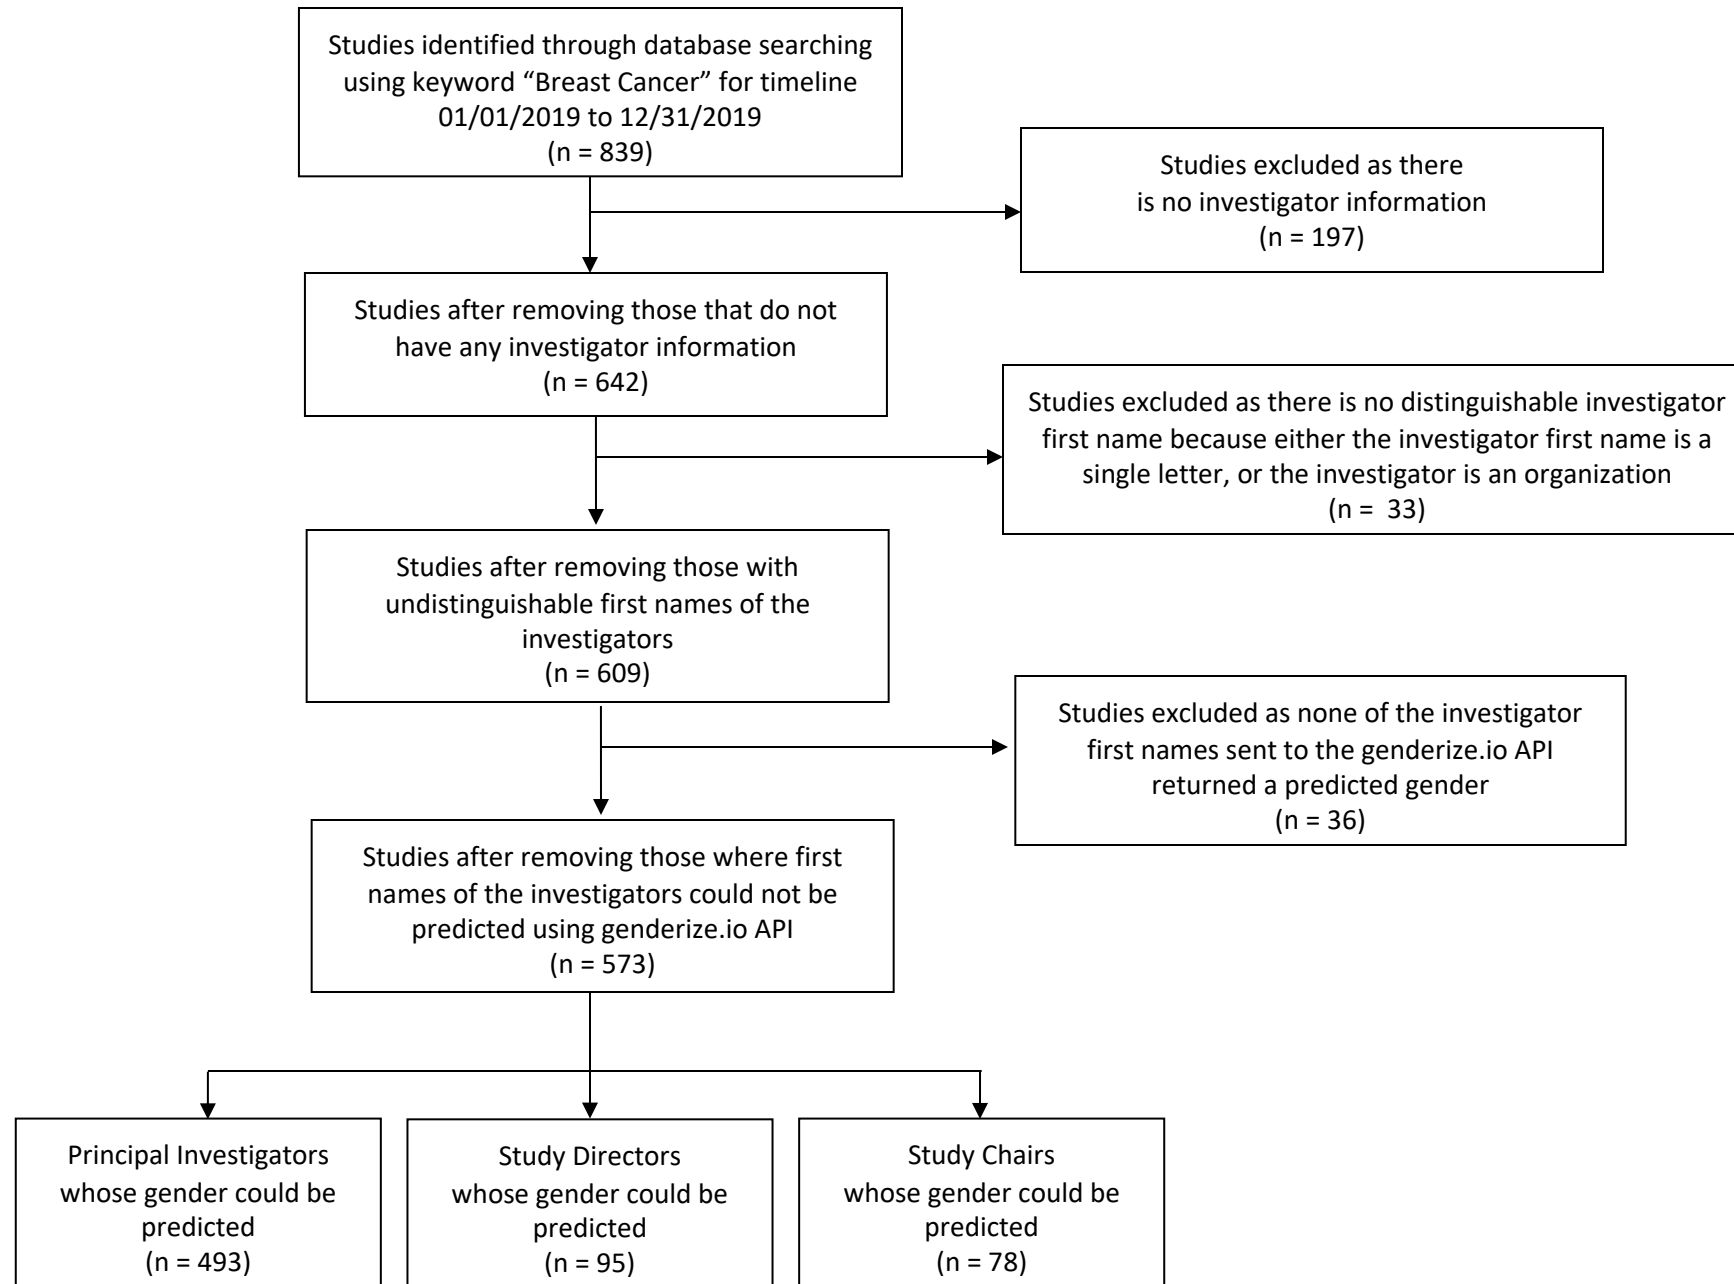 Studies identified through database searching
using keyword “Breast Cancer” for timeline
01/01/2019 to 12/31/2019
(n = 839)
Studies excluded as there
is no investigator information
(n = 197)
Studies after removing those that do not
have any investigator information
(n = 642)
Studies excluded as there is no distinguishable investigator
first name because either the investigator first name is a
single letter, or the investigator is an organization
(n =  33)
Studies after removing those with
undistinguishable first names of the
investigators
(n = 609)
Studies excluded as none of the investigator
first names sent to the genderize.io API
returned a predicted gender
(n = 36)
Studies after removing those where first
names of the investigators could not be
predicted using genderize.io API
(n = 573)
Principal Investigators
whose gender could be
predicted
(n = 493)
Study Directors
whose gender could be
predicted
(n = 95)
Study Chairs
whose gender could be
predicted
(n = 78)